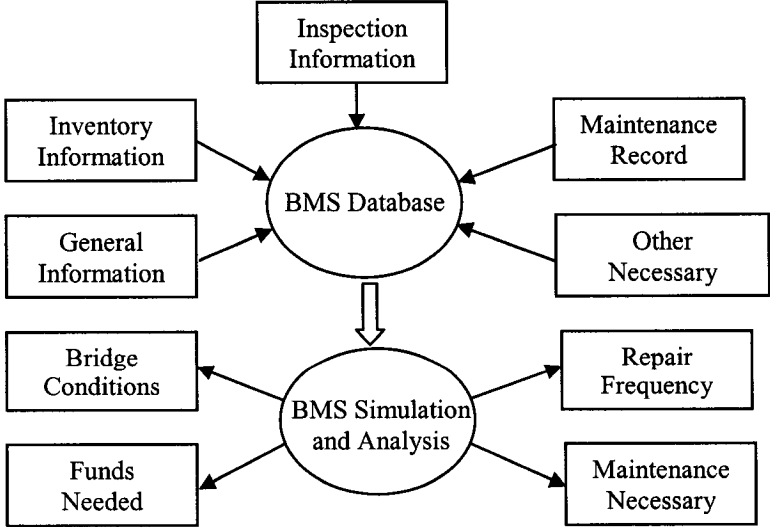 Inspection
Information
Inventory
Information
Maintenance
Record
BMS Database
General
Information
Other
Necessary
Bridge
Conditions
Repair
Frequency
BMS Simulation
and Analysis
Funds
Needed
Maintenance
Necessary